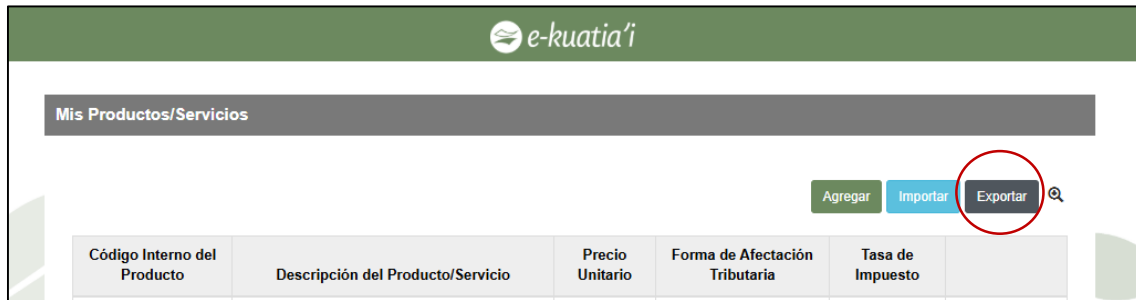 e-kuatia'i
Mis Productos/Servicios
Agregar Importar Exportar
Código Interno del Producto Descripción del Producto/Servicio Precio Unitario Forma de Afectación Tributaria Tasa de Impuesto